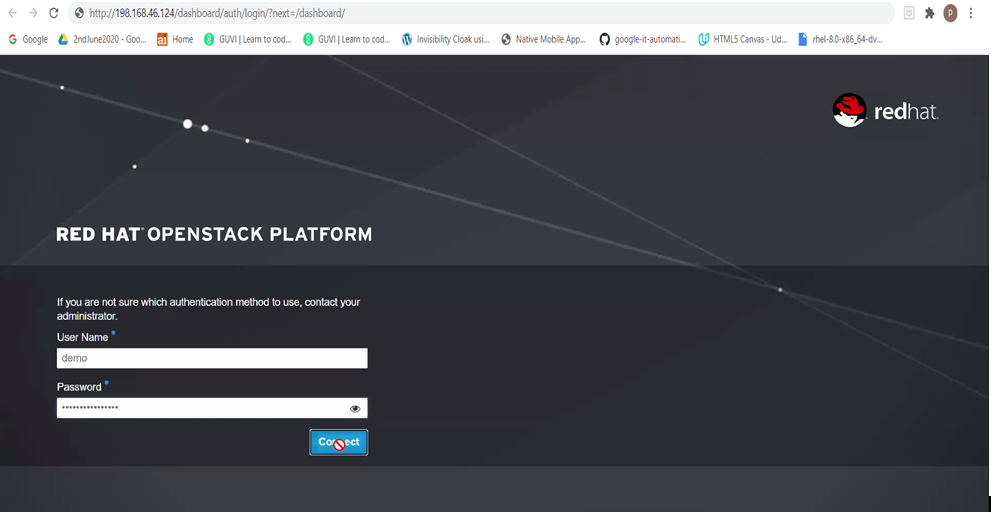 http://198.168.46.124/dashboard/auth/login/?next=/dashboard/
P
Google 2ndJune2020 - Goo... Home GUVI | Learn to cod... GUVI | Learn to cod... Invisibility Cloak usi... Native Mobile App... google-it-automati... HTML5 Canvas - Ud... rhel-8.0-x86_64-dv...
redhat.
RED HAT® OPENSTACK PLATFORM
If you are not sure which authentication method to use, contact your
administrator.
User Name *
demo
Password *
****************
Connect